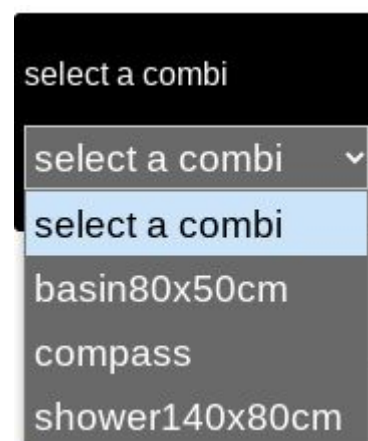 select a combi
select a combi
select a combi
basin80x50cm
compass
shower140x80cm